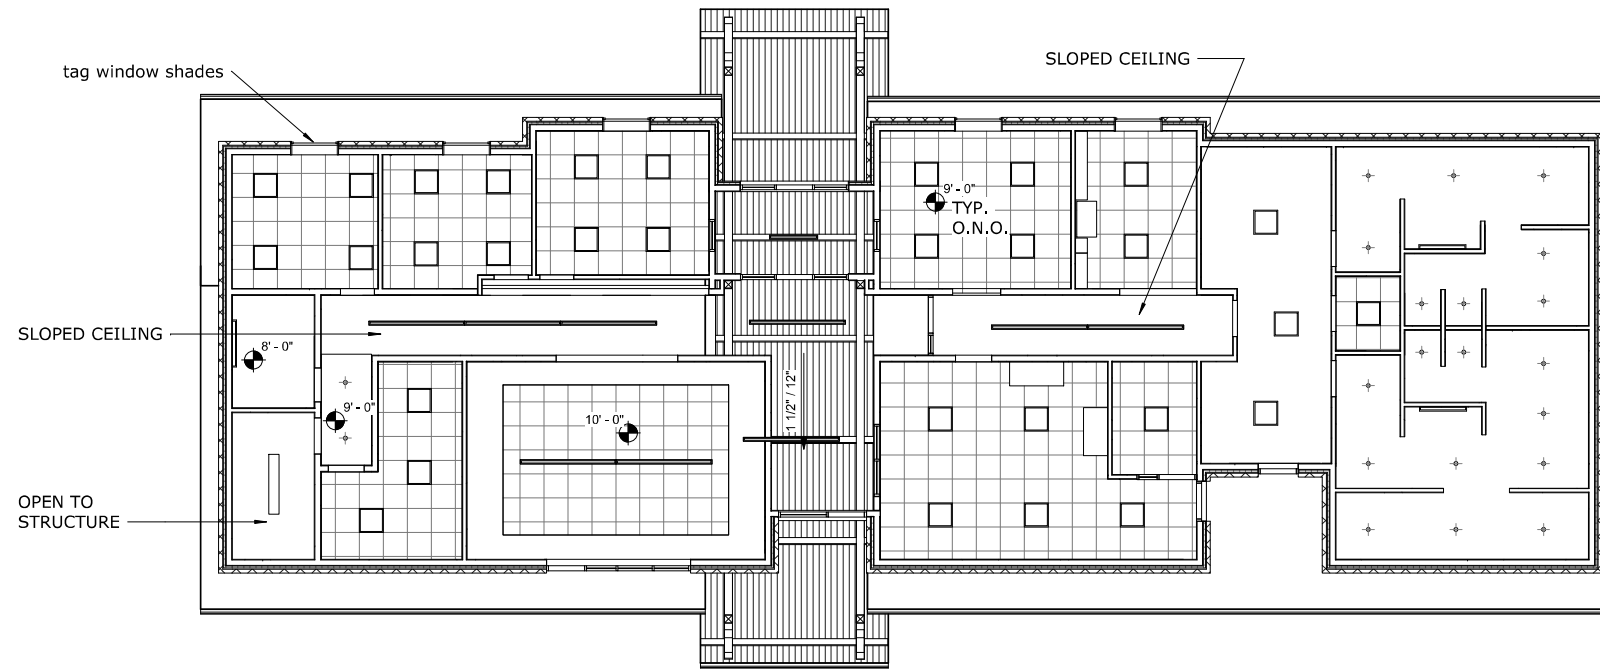 SLOPED CEILING
tag window shades
9' - 0"
TYP.
O.N.O.
SLOPED CEILING
8' - 0"
1 1/2" / 12"
9' - 0"
10' - 0"
OPEN TO
STRUCTURE